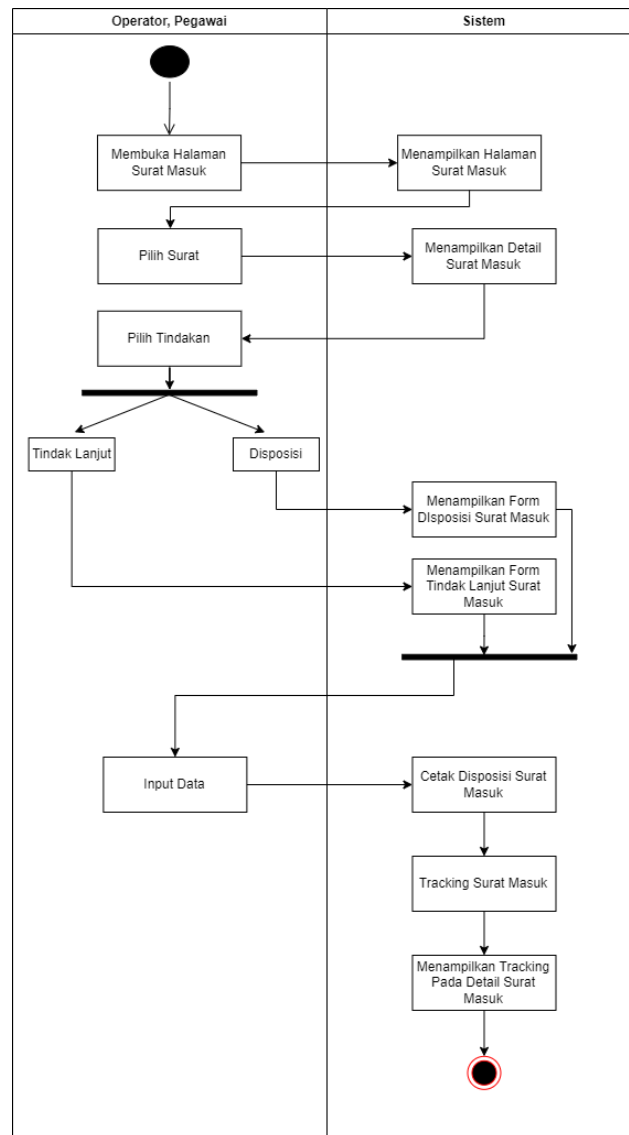 Operator, Pegawai
Sistem
Membuka Halaman
Surat Masuk
Menampilkan Halaman
Surat Masuk
Pilih Surat
Menampilkan Detail
Surat Masuk
Pilih Tindakan
Tindak Lanjut
Disposisi
Menampilkan Form
DIsposisi Surat Masuk
Menampilkan Form
Tindak Lanjut Surat
Masuk
Input Data
Cetak Disposisi Surat
Masuk
Tracking Surat Masuk
Menampilkan Tracking
Pada Detail Surat
Masuk